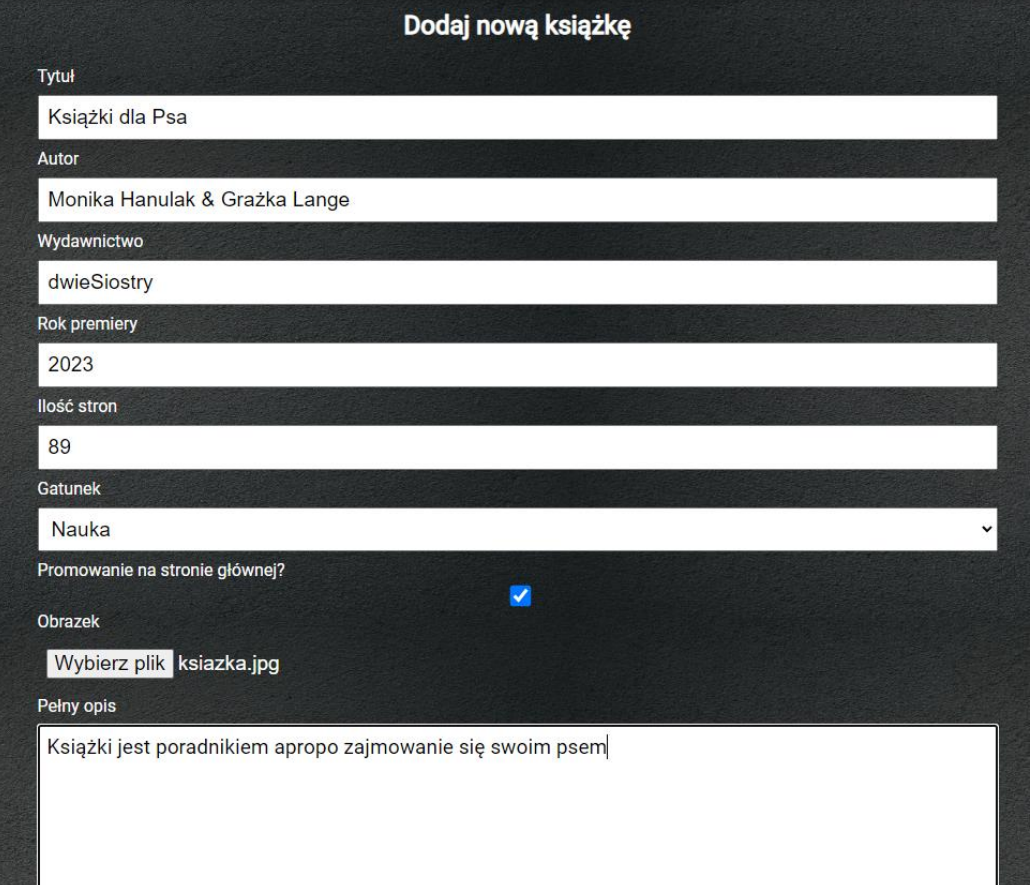 Dodaj nową książkę
Tytuł
Książki dla Psa
Autor
Monika Hanulak & Grażka Lange
Wydawnictwo
dwieSiostry
Rok premiery
2023
Ilość stron
89
Gatunek
Nauka
Promowanie na stronie głównej?
Obrazek
Wybierz plik ksiazka.jpg
Pełny opis
Książki jest poradnikiem apropo zajmowanie się swoim psem